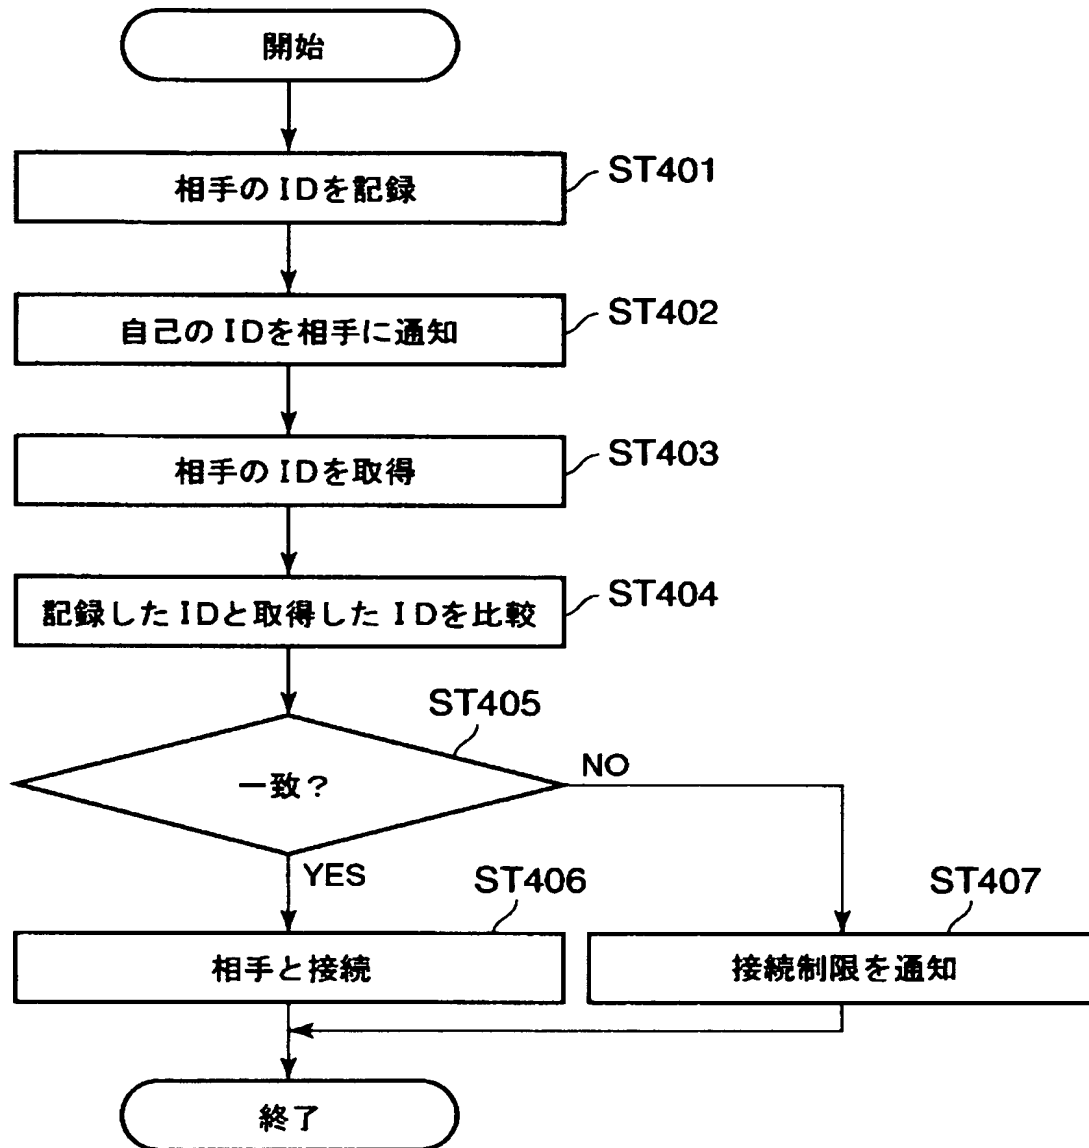 開始
相手のIDを記録
ST401
自己のIDを相手に通知
ST402
相手のIDを取得
ST403
記録したIDと取得したIDを比較
ST404
ST405
一致?
NO
YES
ST406
ST407
相手と接続
接続制限を通知
終了